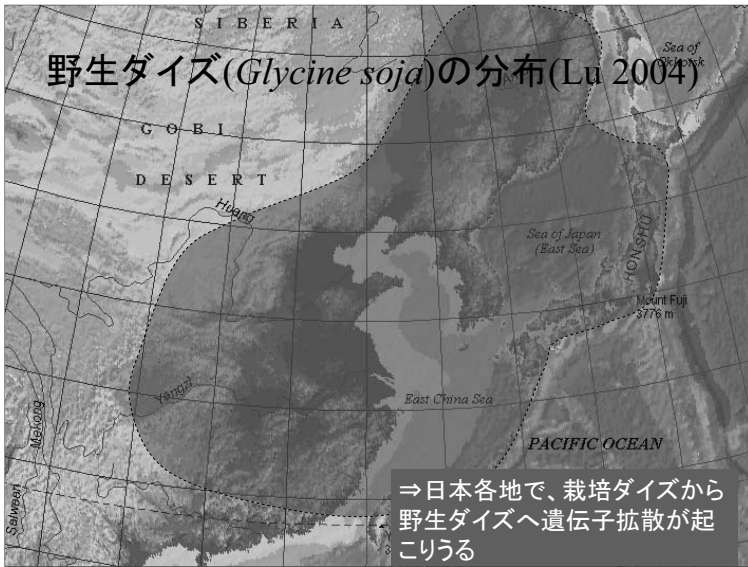 SIBERIA
Sea of
Okhotsk
野生ダイズ(Glycine soja)の分布(Lu 2004)
GOBI
DESERT
Huang
Sea of Japan
(East Sea)
HONSHU
Mount Fuji
3776 m
Yangzi
East China Sea
Mekong
PACIFIC OCEAN
Salween
⇒日本各地で、栽培ダイズから
野生ダイズへ遺伝子拡散が起
こりうる